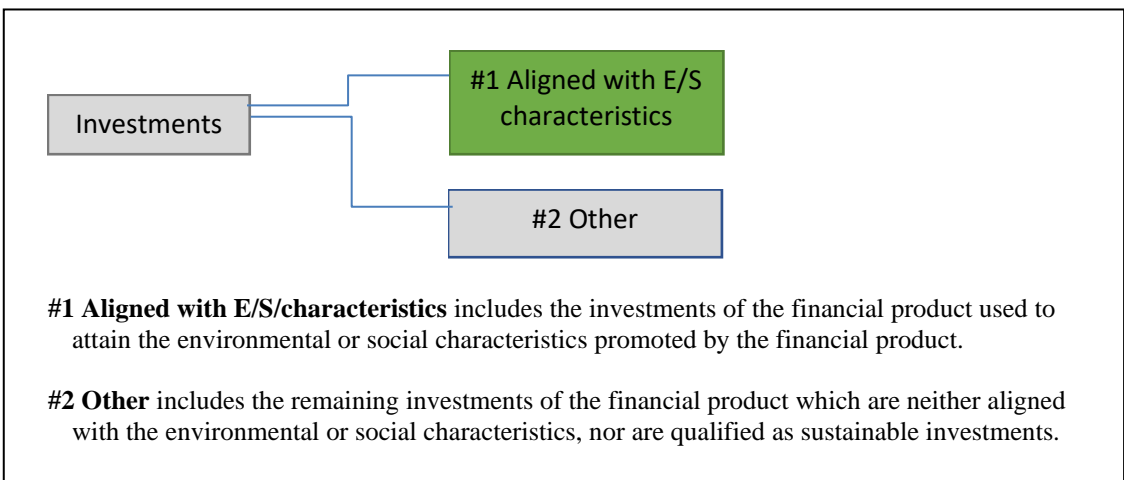 #1 Aligned with E/S
characteristics
Investments
#2 Other
#1 Aligned with E/S/characteristics includes the investments of the financial product used to
attain the environmental or social characteristics promoted by the financial product.
#2 Other includes the remaining investments of the financial product which are neither aligned
with the environmental or social characteristics, nor are qualified as sustainable investments.